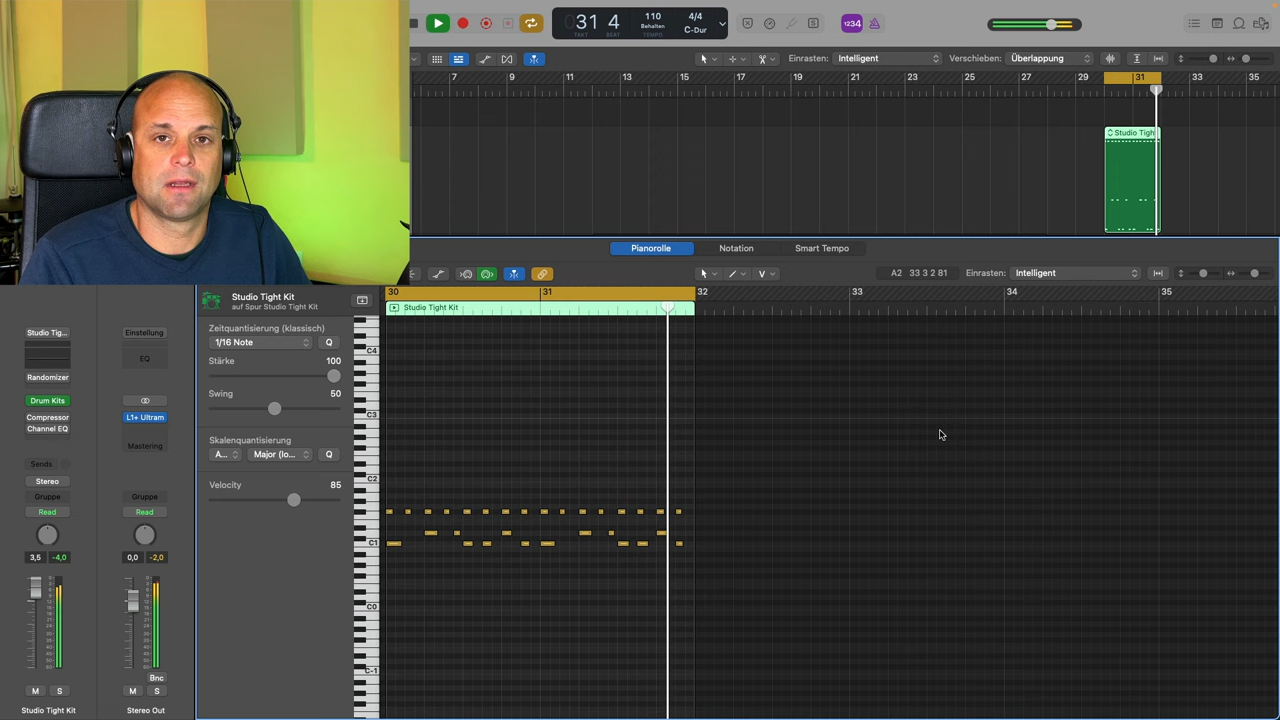 31 4
TAKT BEAT
110
Behalten
TEMPO
4/4
C-Dur
1234
Einrasten: Intelligent
Verschieben: Überlappung
7 9 11 13 15 17 19 21 23 25 27 29 31 33 35
Studio Tigh
Pianorolle
Notation
Smart Tempo
A2 33 3 2 81
Einrasten: Intelligent
30 31 32 33 34 35
Studio Tight Kit
Studio Tight Kit
auf Spur Studio Tight Kit
Zeitquantisierung (klassisch)
1/16 Note
Q
Stärke 100
Swing 50
Skalenquantisierung
A... Major (lo... Q
Velocity 85
C4
C3
C2
C1
C0
C-1
Studio Tig...
Randomizer
Drum Kits
Compressor
Channel EQ
Sends
Stereo
Gruppe
Read
3,5 -4,0
M S
Studio Tight Kit
Einstellung
EQ
L1+ Ultram
Mastering
Gruppe
Read
0,0 -2,0
Bnc
M S
Stereo Out